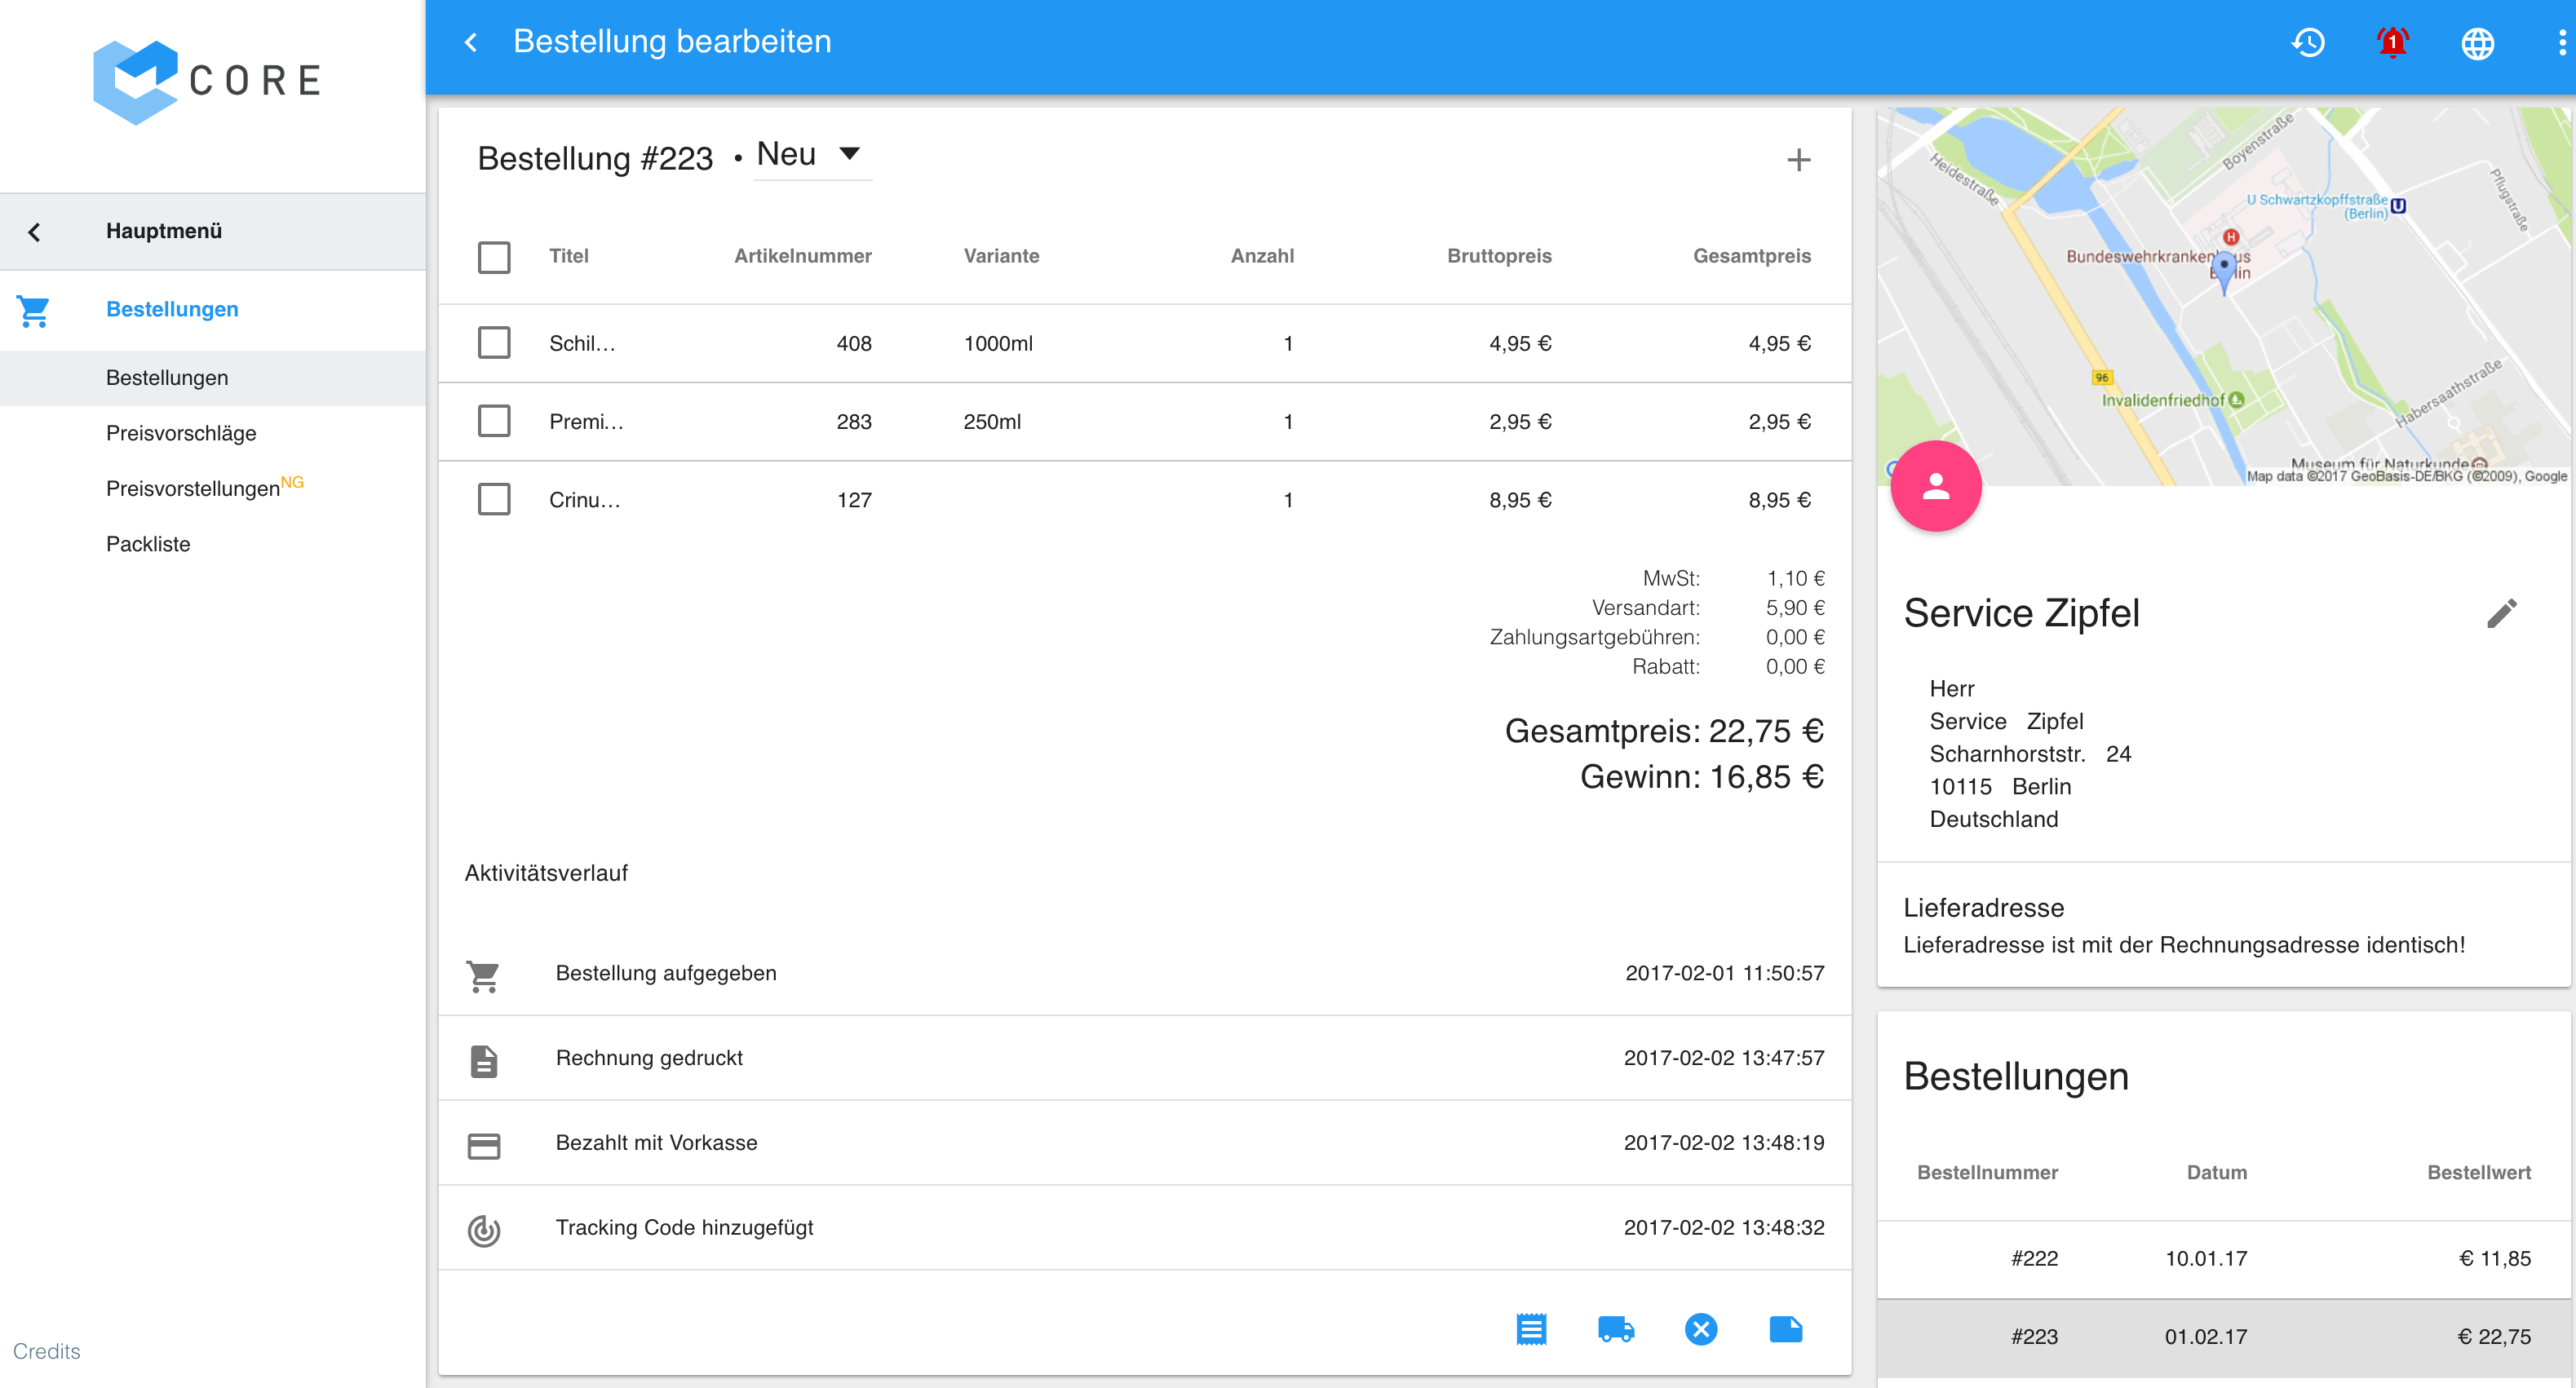 CORE
Hauptmenü
Bestellungen
Bestellungen
Preisvorschläge
Preisvorstellungen NG
Packliste
Credits
Bestellung bearbeiten
1
Bestellung #223 • Neu
Titel Artikelnummer Variante Anzahl Bruttopreis Gesamtpreis
Schil… 408 1000ml 1 4,95 € 4,95 €
Premi… 283 250ml 1 2,95 € 2,95 €
Crinu… 127 1 8,95 € 8,95 €
MwSt: 1,10 €
Versandart: 5,90 €
Zahlungsartgebühren: 0,00 €
Rabatt: 0,00 €
Gesamtpreis: 22,75 €
Gewinn: 16,85 €
Aktivitätsverlauf
Bestellung aufgegeben 2017-02-01 11:50:57
Rechnung gedruckt 2017-02-02 13:47:57
Bezahlt mit Vorkasse 2017-02-02 13:48:19
Tracking Code hinzugefügt 2017-02-02 13:48:32
Boyenstraße
Heidestraße
Pflugstraße
U Schwartzkopffstraße U
(Berlin)
H
Bundeswehrkranken us
B lin
96
Invalidenfriedhof
Habersaathstraße
Museum für Naturkunde
Map data ©2017 GeoBasis-DE/BKG (©2009), Google
Service Zipfel
Herr
Service Zipfel
Scharnhorststr. 24
10115 Berlin
Deutschland
Lieferadresse
Lieferadresse ist mit der Rechnungsadresse identisch!
Bestellungen
Bestellnummer Datum Bestellwert
#222 10.01.17 € 11,85
#223 01.02.17 € 22,75